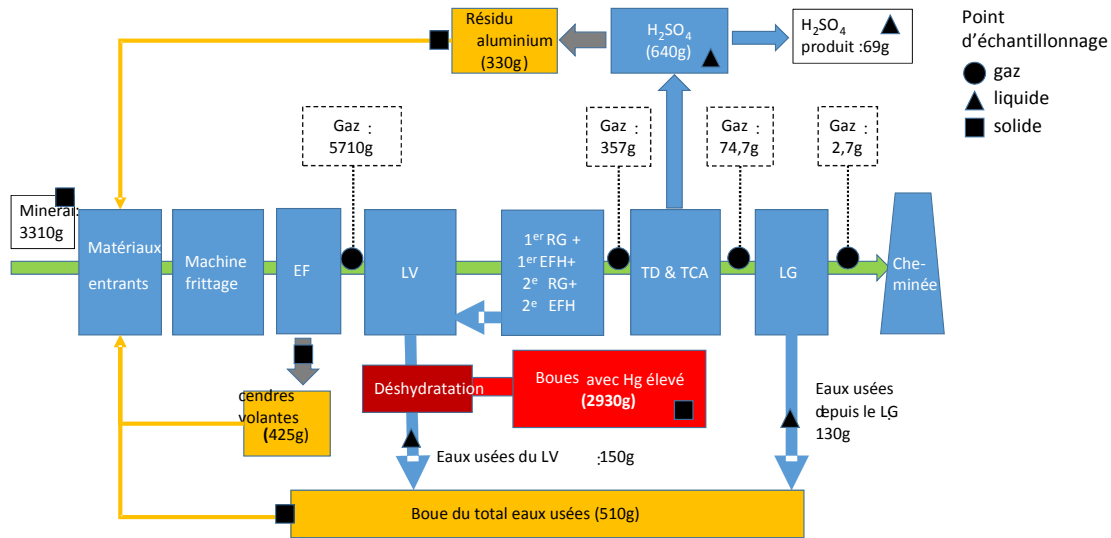 Résidu
aluminium
(330g)
H₂SO₄
(640g)
H₂SO₄
produit :69g
Point
d'échantillonnage
gaz
liquide
solide
Gaz :
5710g
Gaz :
357g
Gaz :
74,7g
Gaz :
2,7g
Minerai:
3310g
Matériaux
entrants
Machine
frittage
EF
LV
1er RG +
1er EFH+
2e RG+
2e EFH
TD & TCA
LG
Che-
minée
cendres
volantes
(425g)
Déshydratation
Boues avec Hg élevé
(2930g)
Eaux usées
depuis le LG:
130g
Eaux usées du LV :150g
Boue du total eaux usées (510g)